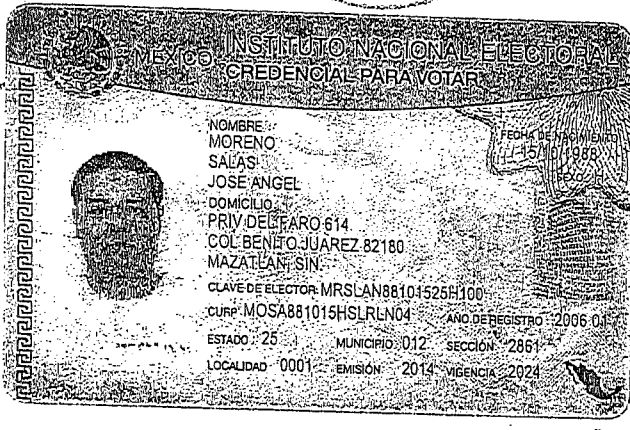 MÉXICO INSTITUTO NACIONAL ELECTORAL
CREDENCIAL PARA VOTAR
NOMBRE
MORENO
SALAS
JOSE ANGEL
FECHA DE NACIMIENTO
15/10/1988
SEXO H
DOMICILIO
PRIV DEL FARO 614
COL BENITO JUAREZ 82180
MAZATLAN, SIN.
CLAVE DE ELECTOR MRSLAN88101525H100
CURP MOSA881015HSLRLN04 AÑO DE REGISTRO 2006 01
ESTADO 25 MUNICIPIO 012 SECCIÓN 2861
LOCALIDAD 0001 EMISIÓN 2014 VIGENCIA 2024